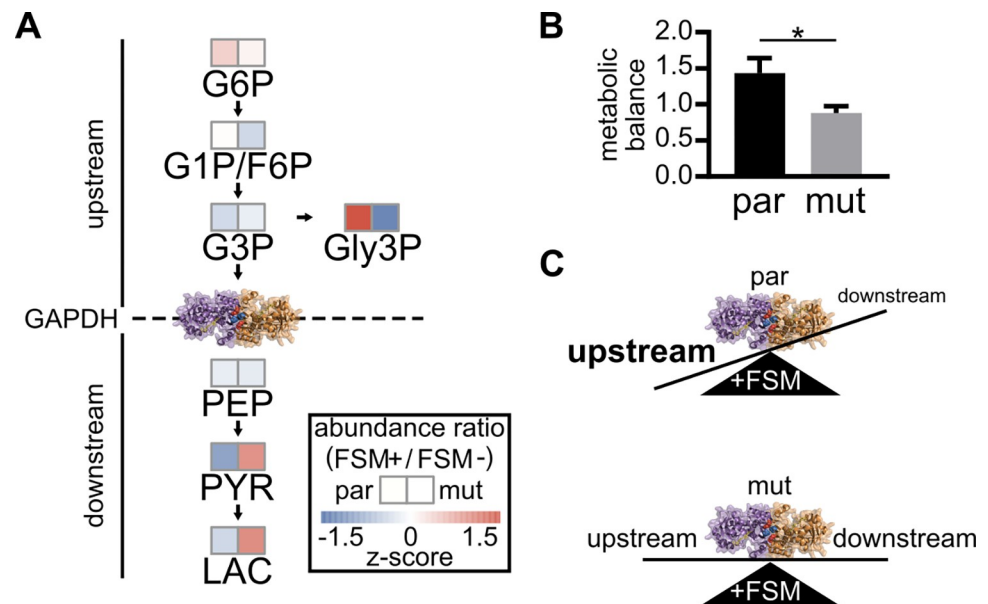 A
upstream
G6P
G1P/F6P
G3P
Gly3P
GAPDH
downstream
PEP
PYR
LAC
abundance ratio
(FSM+/FSM-)
par mut
-1.5 0 1.5
z-score
B
metabolic
balance
2.0
1.5
1.0
0.5
0.0
*
par mut
C
par
downstream
upstream
+FSM
mut
upstream downstream
+FSM